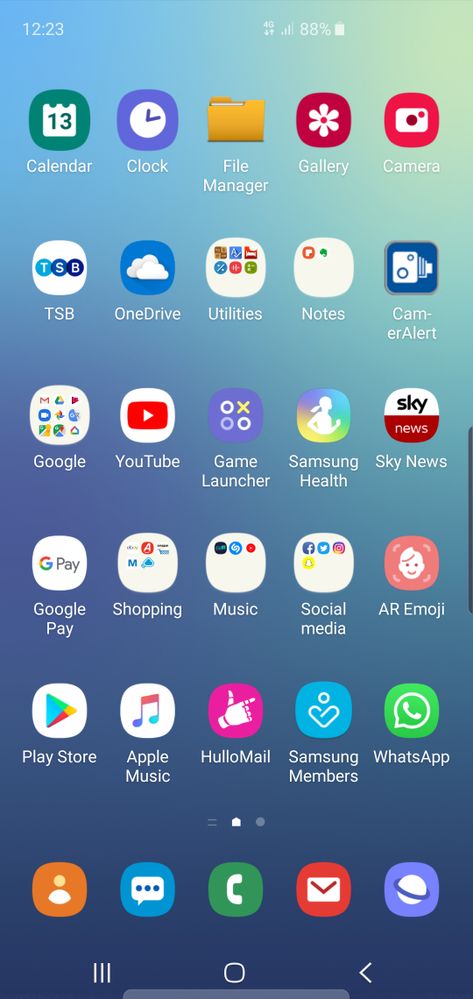 12:23
4G
88%
13
Calendar
Clock
File
Manager
Gallery
Camera
TSB
TSB
OneDrive
Utilities
Notes
Cam-
erAlert
Google
YouTube
Game
Launcher
Samsung
Health
sky
news
Sky News
G Pay
Google
Pay
Shopping
Music
Social
media
AR Emoji
Play Store
Apple
Music
HulloMail
Samsung
Members
WhatsApp